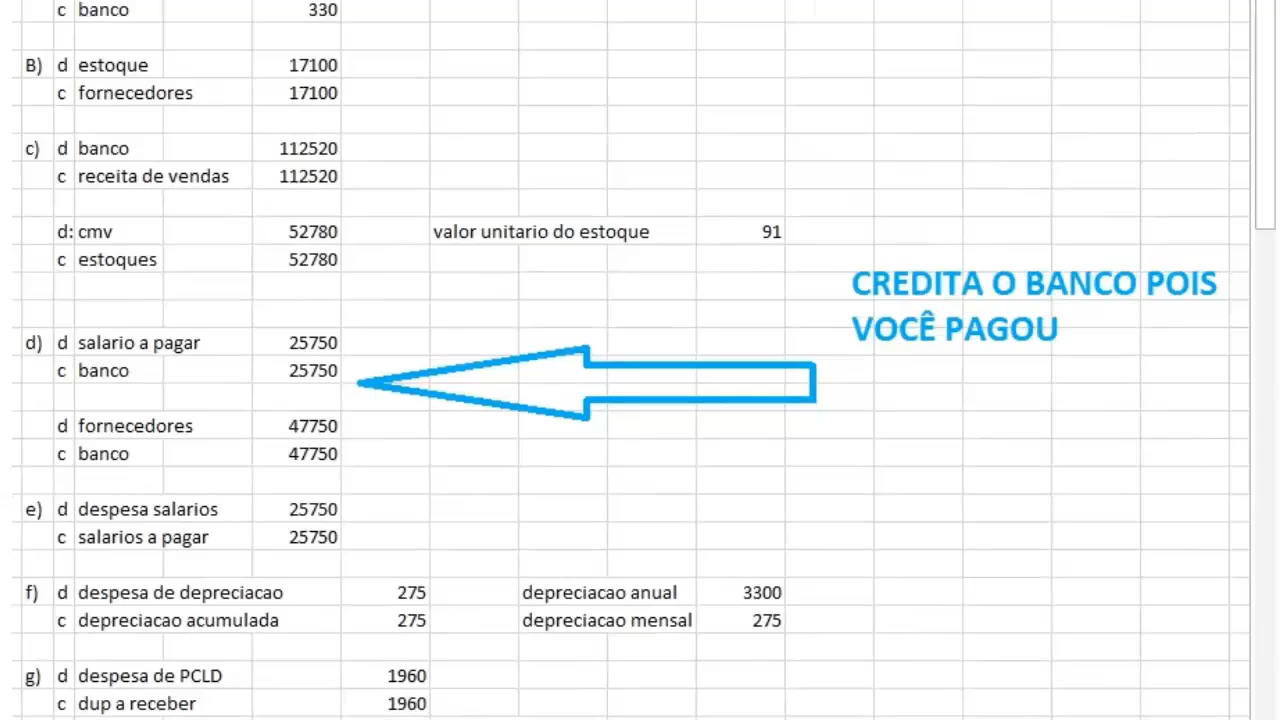 c banco 330
B) d estoque 17100
c fornecedores 17100
c) d banco 112520
c receita de vendas 112520
d: cmv 52780 valor unitario do estoque 91
c estoques 52780
CREDITA O BANCO POIS
VOCÊ PAGOU
d) d salario a pagar 25750
c banco 25750
d fornecedores 47750
c banco 47750
e) d despesa salarios 25750
c salarios a pagar 25750
f) d despesa de depreciacao 275 depreciacao anual 3300
c depreciacao acumulada 275 depreciacao mensal 275
g) d despesa de PCLD 1960
c dup a receber 1960